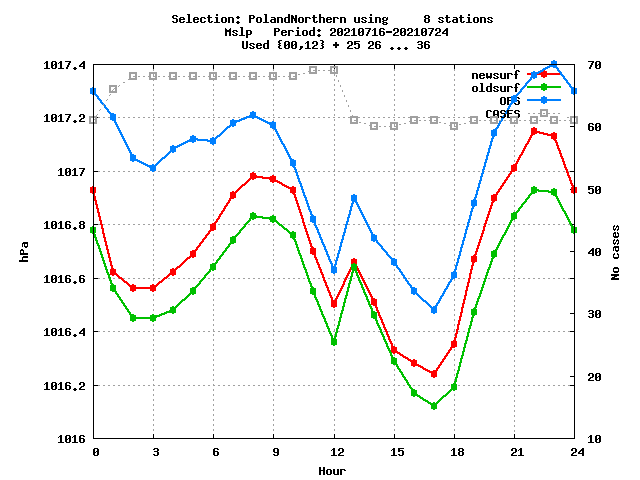 Selection: PolandNorthern using     8 stations
Mslp   Period: 20210716-20210724
Used {00,12} + 25 26 ... 36
1017.4
1017.2
1017
1016.8
1016.6
1016.4
1016.2
1016
hPa
newsurf
oldsurf
OBS
CASES
70
60
50
40
30
20
10
No cases
0 3 6 9 12 15 18 21 24
Hour